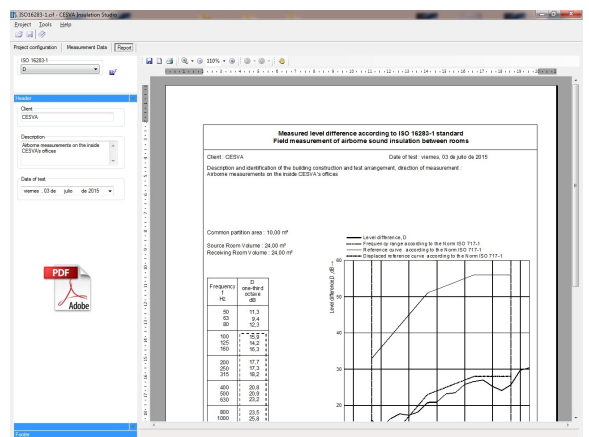 ISO16283-1.cif - CESVA Insulation Studio
Project Tools Help
Project configuration Measurement Data Report
ISO 16283-1
D
110%
Header
Client
CESVA
Description
Airborne measurements on the inside
CESVA's offices
Date of test
viernes , 03 de julio de 2015
PDF
Adobe
Footer
Measured level difference according to ISO 16283-1 standard
Field measurement of airborne sound insulation between rooms
Client : CESVA Date of test : viernes, 03 de julio de 2015
Description and identification of the building construction and test arrangement, direction of measurement :
Airborne measurements on the inside CESVA's offices
Common partition area : 10,00 m²
Source Room Volume : 24,00 m³
Receiving Room Volume : 24,00 m³
Level difference, D
Frequency range according to the Norm ISO 717-1
Reference curve according to the Norm ISO 717-1
Displaced reference curve according to the Norm ISO 717-1
Level difference D, dB →
60
50
40
30
20
Frequency f Hz
D one-third octave dB
50 11,3
63 9,4
80 12,3
100 15,9
125 14,2
160 16,3
200 17,7
250 17,3
315 18,2
400 20,8
500 20,9
630 23,2
800 23,5
1000 25,8